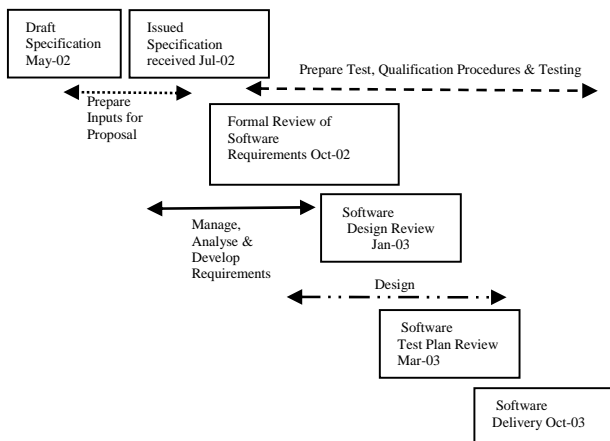 Draft
Specification
May-02
Issued
Specification
received Jul-02
Prepare Test, Qualification Procedures & Testing
Prepare
Inputs for
Proposal
Formal Review of
Software
Requirements Oct-02
Manage,
Analyse &
Develop
Requirements
Software
Design Review
Jan-03
Design
Software
Test Plan Review
Mar-03
Software
Delivery Oct-03